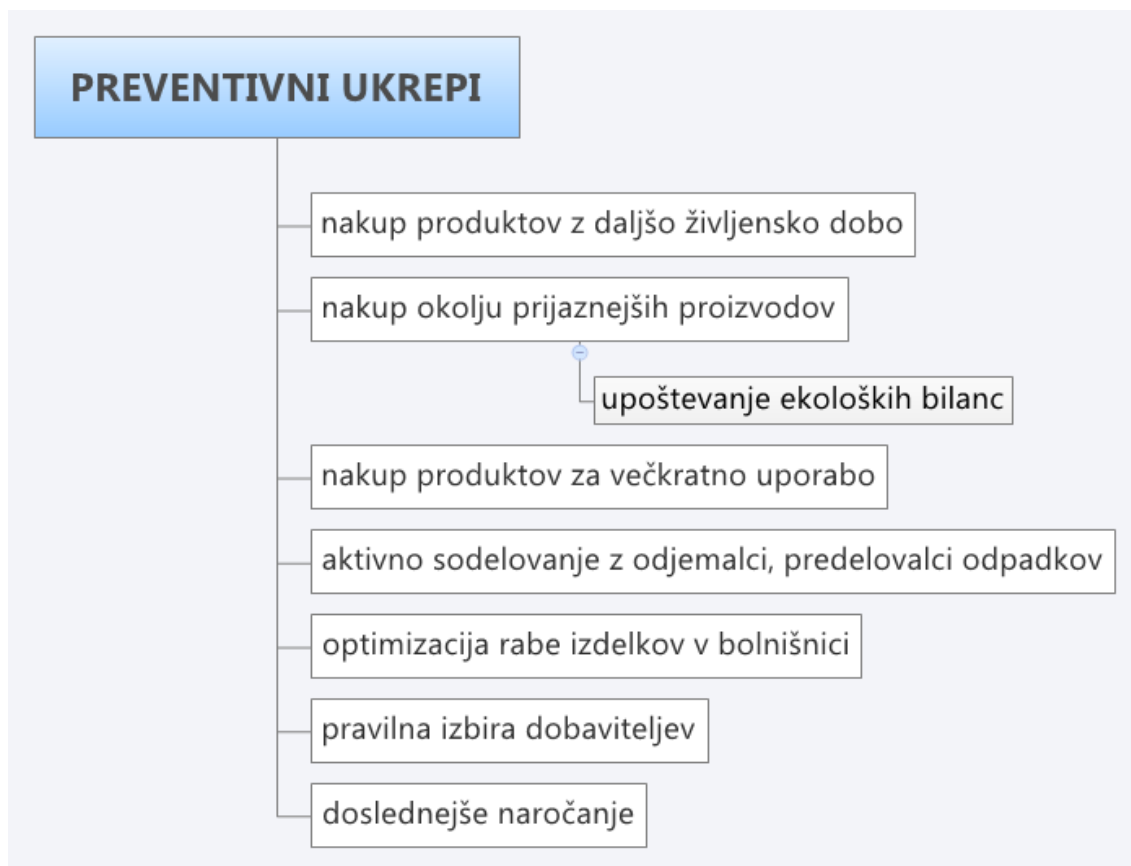 PREVENTIVNI UKREPI
nakup produktov z daljšo življensko dobo
nakup okolju prijaznejših proizvodov
upoštevanje ekoloških bilanc
nakup produktov za večkratno uporabo
aktivno sodelovanje z odjemalci, predelovalci odpadkov
optimizacija rabe izdelkov v bolnišnici
pravilna izbira dobaviteljev
doslednejše naročanje